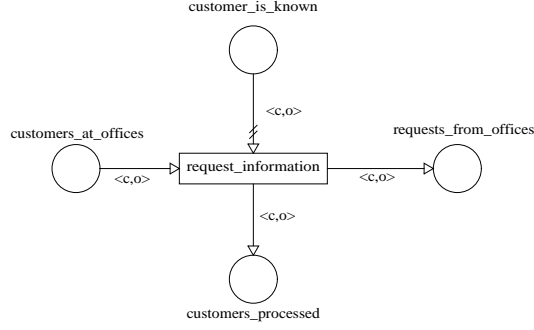 customer_is_known
<c,o>
customers_at_offices
requests_from_offices
request_information
<c,o>
<c,o>
<c,o>
customers_processed